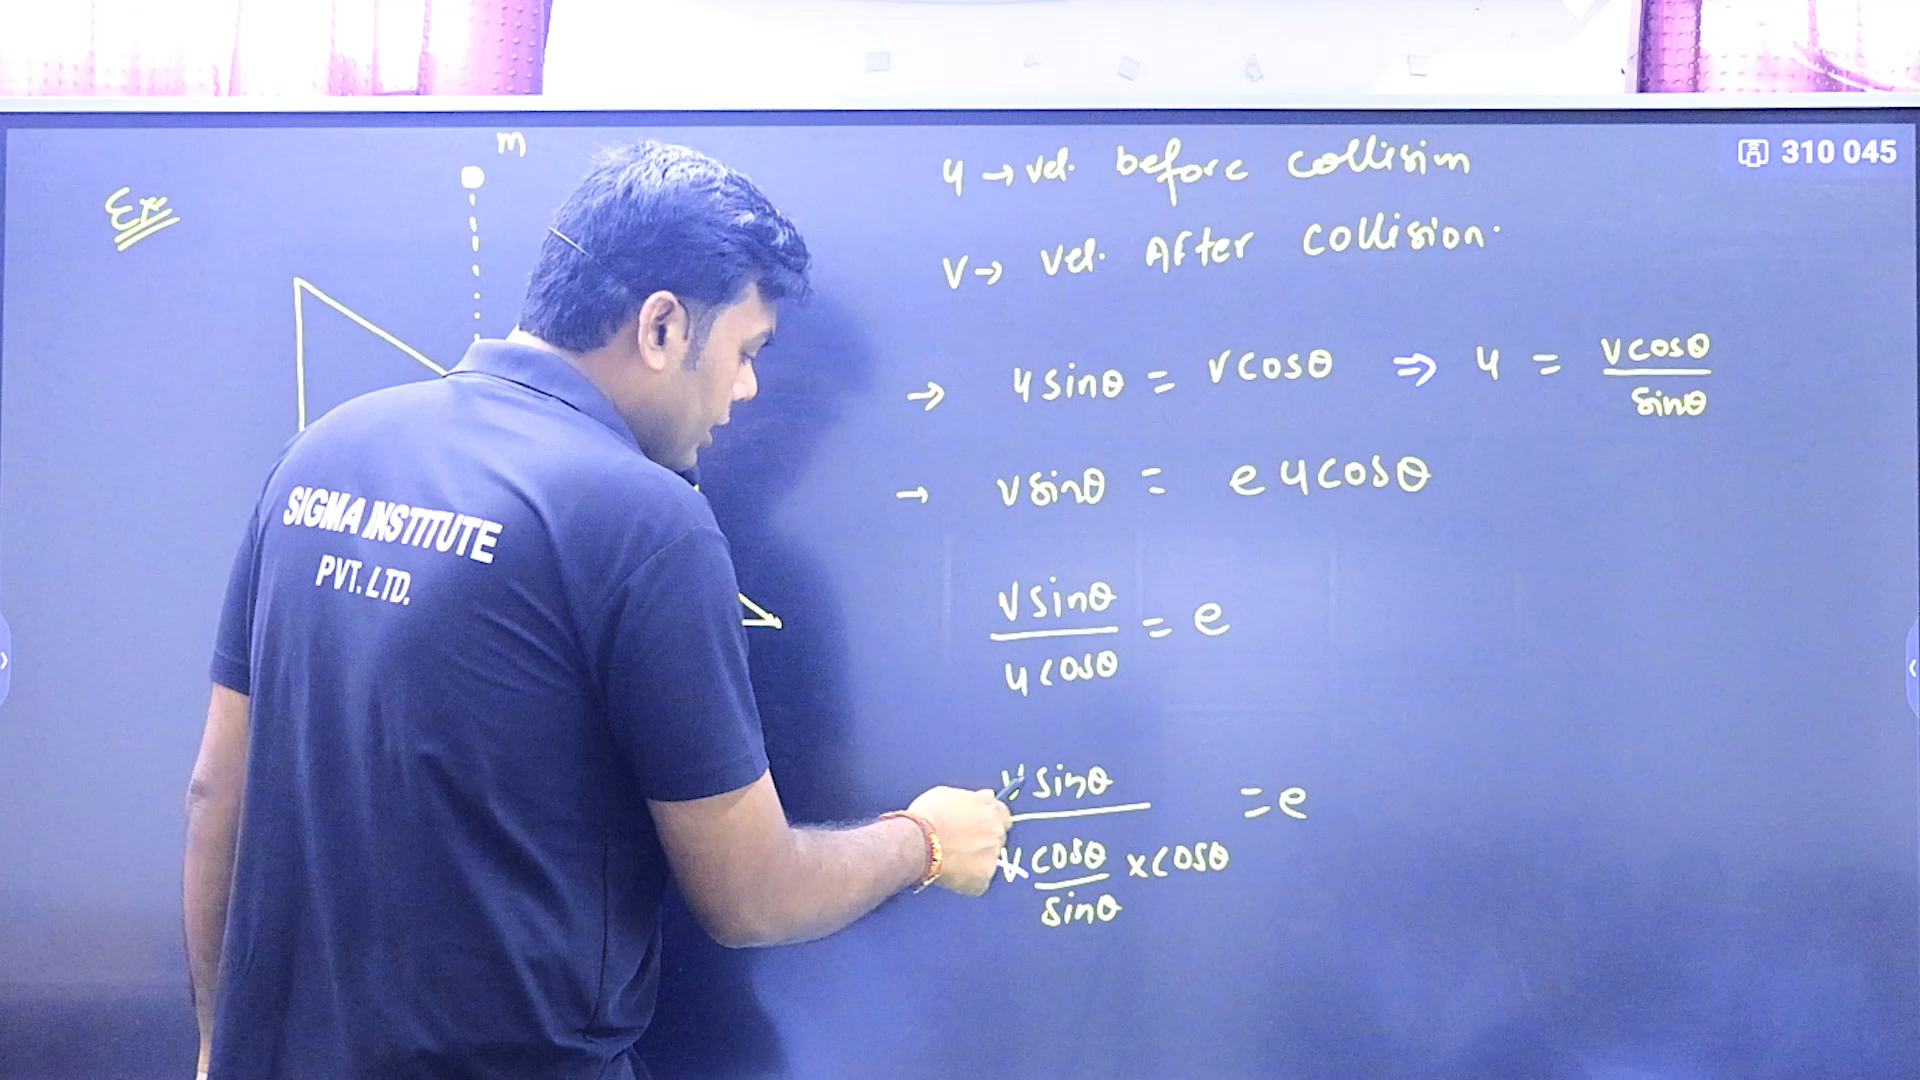 m
Ex
310 045
u → vel. before collision
v → vel. After collision.
→ u sinθ = v cosθ ⇒ u = v cosθ / sinθ
→ v sinθ = e u cosθ
v sinθ / u cosθ = e
v sinθ / v cosθ / sinθ × cosθ = e
SIGMA INSTITUTE
PVT. LTD.